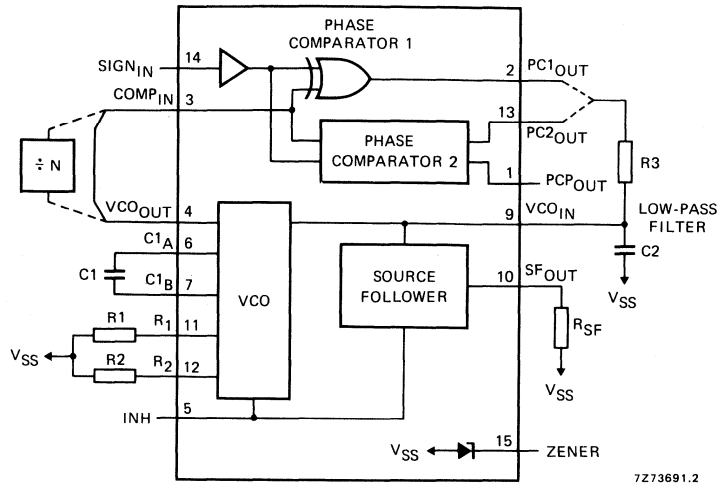 PHASE
COMPARATOR 1
SIGN_IN
14
COMP_IN
3
2
PC1_OUT
13
PC2_OUT
PHASE
COMPARATOR 2
1
PCP_OUT
÷ N
R3
VCO_OUT
4
9
VCO_IN
LOW-PASS
FILTER
C1_A
6
C1
C1_B
7
VCO
SOURCE
FOLLOWER
10
SF_OUT
C2
V_SS
R1
R_1
11
R_SF
V_SS
R2
R_2
12
V_SS
5
INH
V_SS
15
ZENER
7Z73691.2